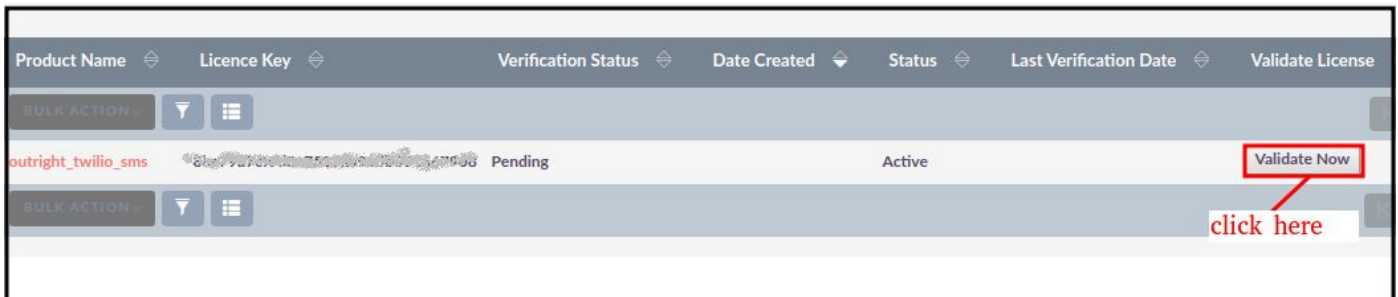 Product Name Licence Key Verification Status Date Created Status Last Verification Date Validate License
BULK ACTION
outright_twilio_sms Pending Active Validate Now
BULK ACTION
click here